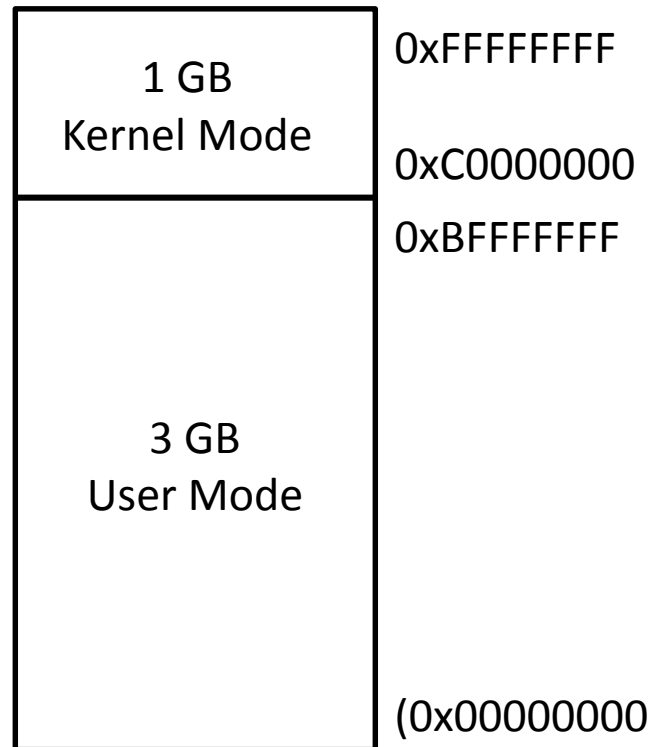 0xFFFFFFFF
1 GB
Kernel Mode
0xC0000000
0xBFFFFFFF
3 GB
User Mode
(0x00000000